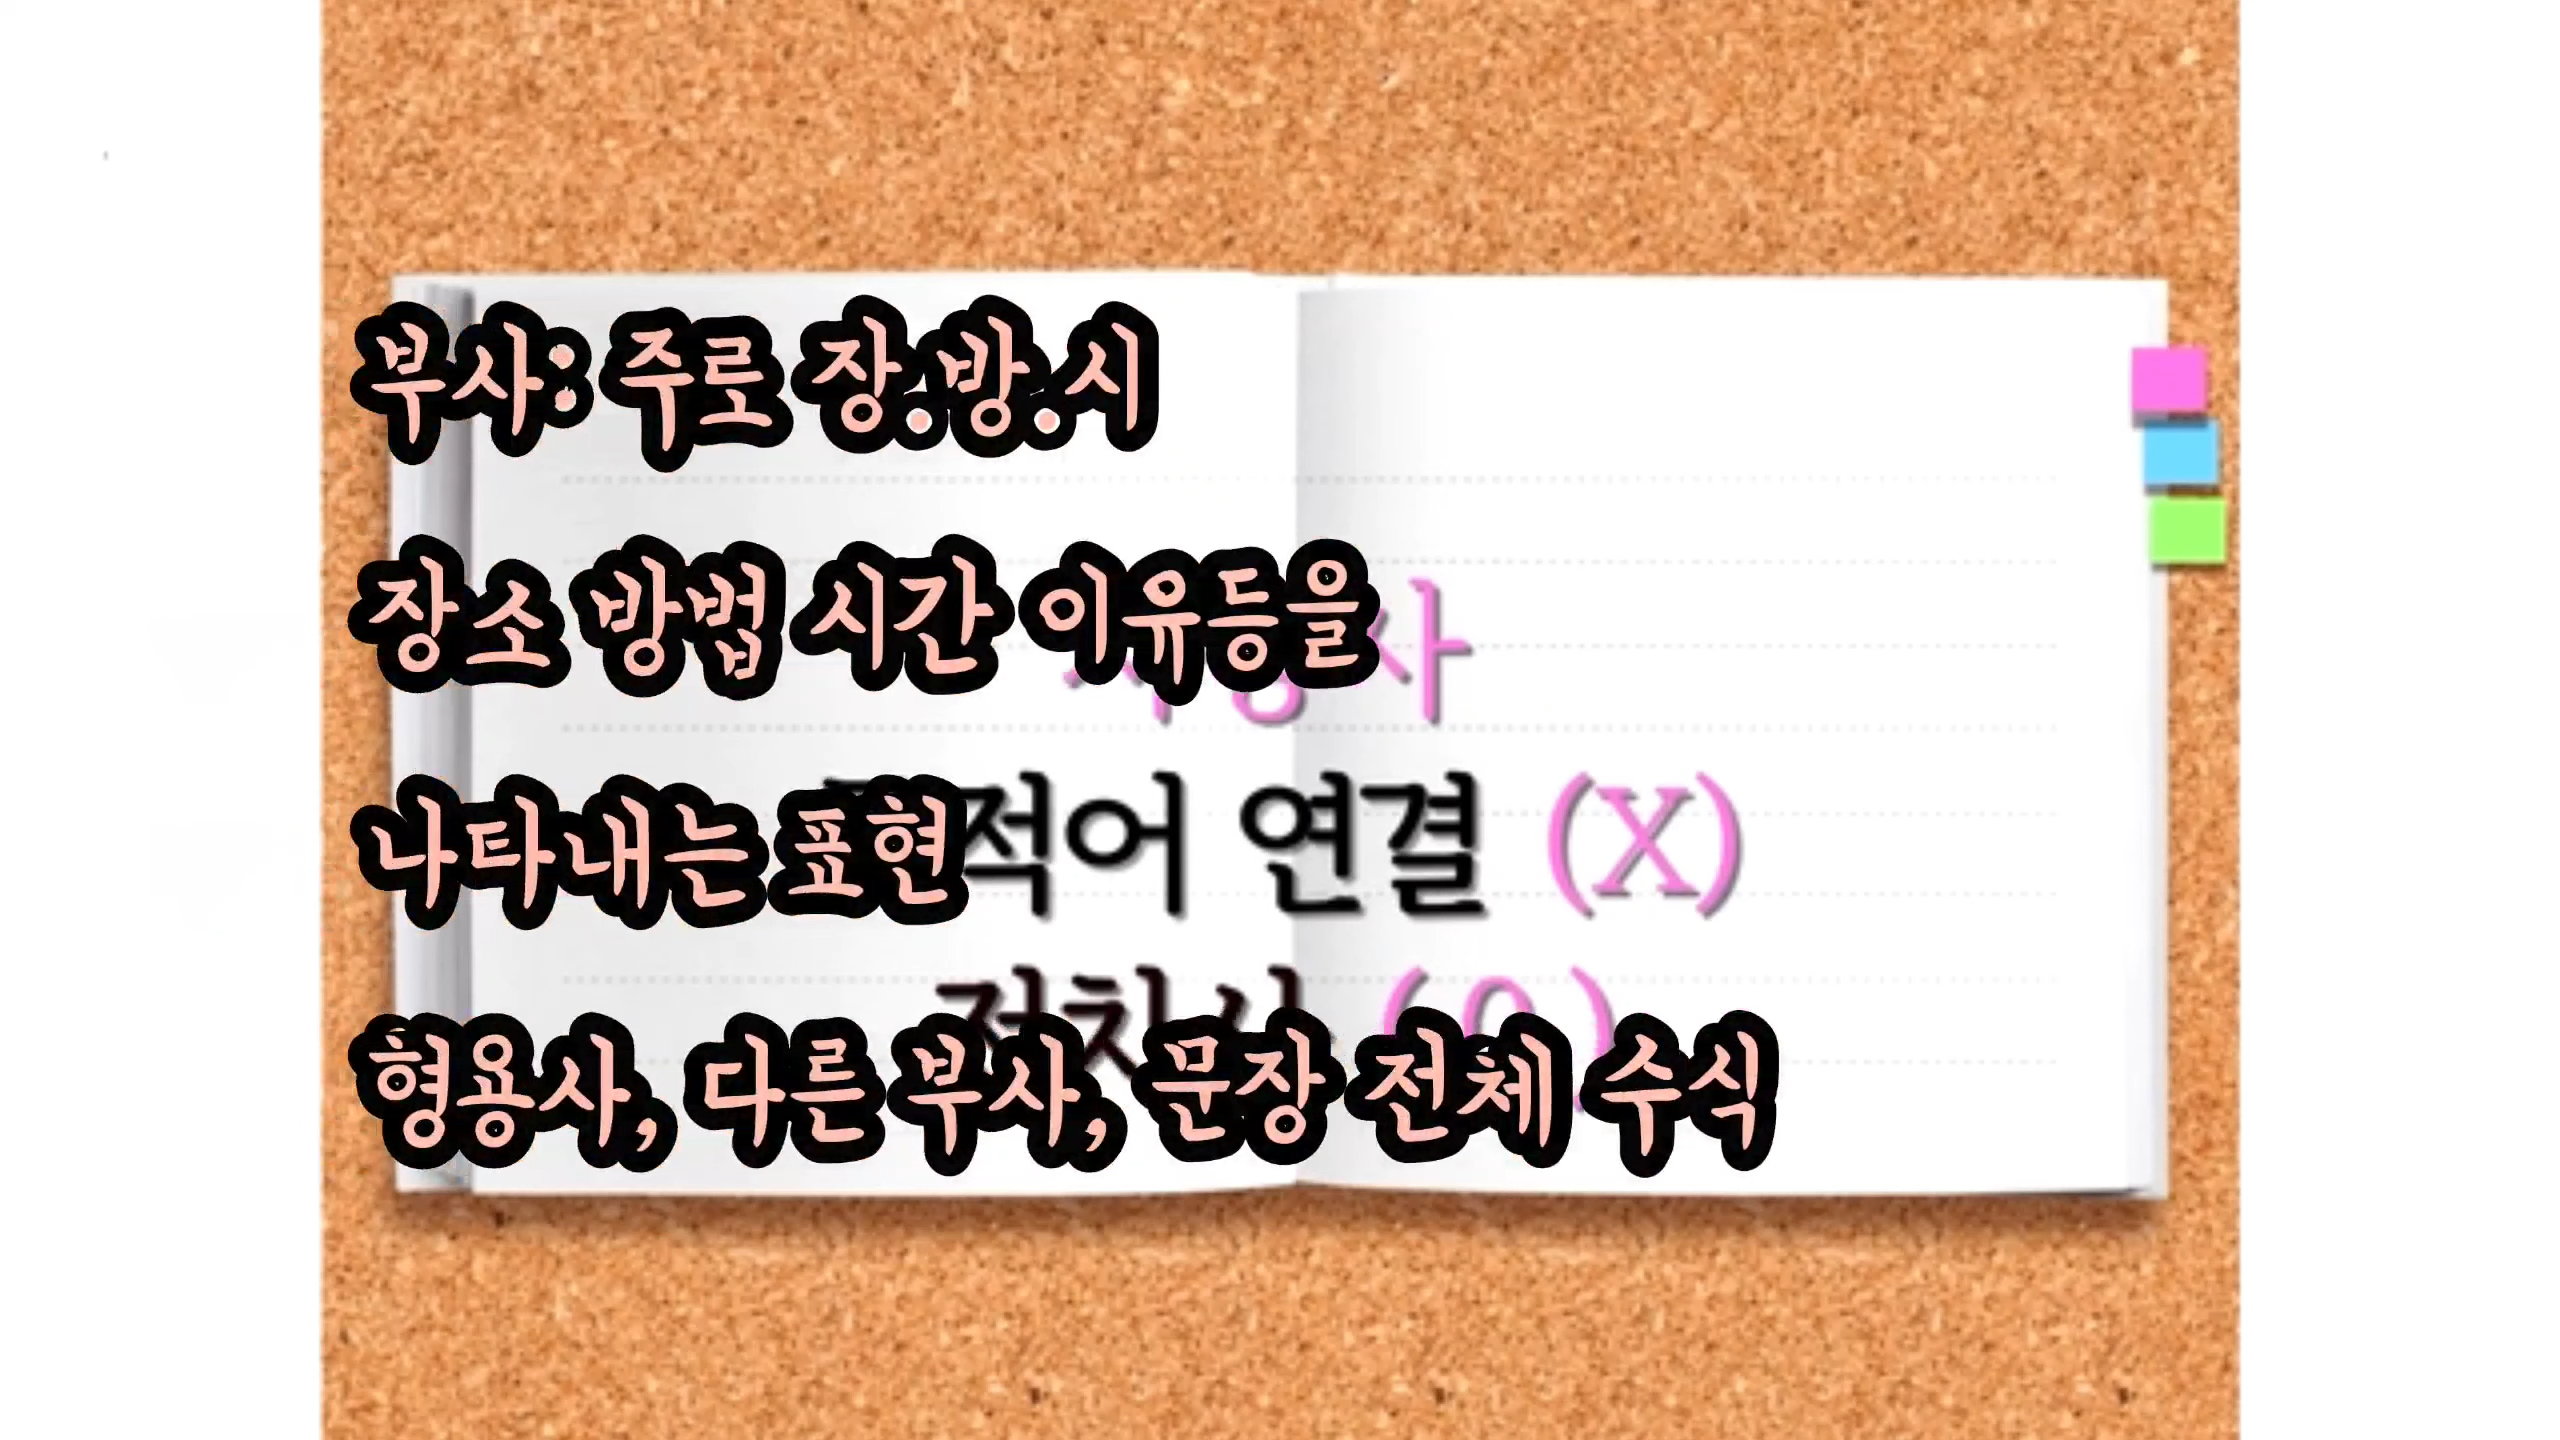 부사: 주로 장.방.시
장소 방법 시간 이유등을
나타내는 표현
연결 (X)
형용사, 다른 부사, 문장 전체 수식